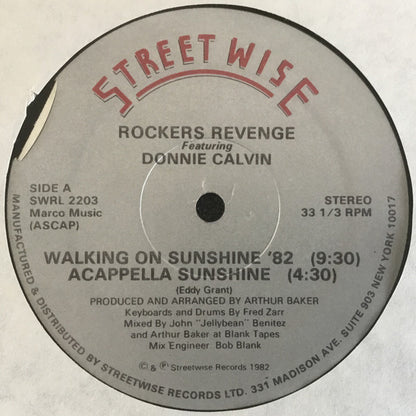 STREET WISE
ROCKERS REVENGE
Featuring
DONNIE CALVIN
SIDE A
SWRL 2203
Marco Music
(ASCAP)
STEREO
33 1/3 RPM
WALKING ON SUNSHINE '82 (9:30)
ACAPPELLA SUNSHINE (4:30)
(Eddy Grant)
PRODUCED AND ARRANGED BY ARTHUR BAKER
Keyboards and Drums By Fred Zarr
Mixed By John "Jellybean" Benitez
and Arthur Baker at Blank Tapes
Mix Engineer Bob Blank
© & ℗ Streetwise Records 1982
MANUFACTURED & DISTRIBUTED BY STREETWISE RECORDS LTD. 331 MADISON AVE. SUITE 903 NEW YORK 10017